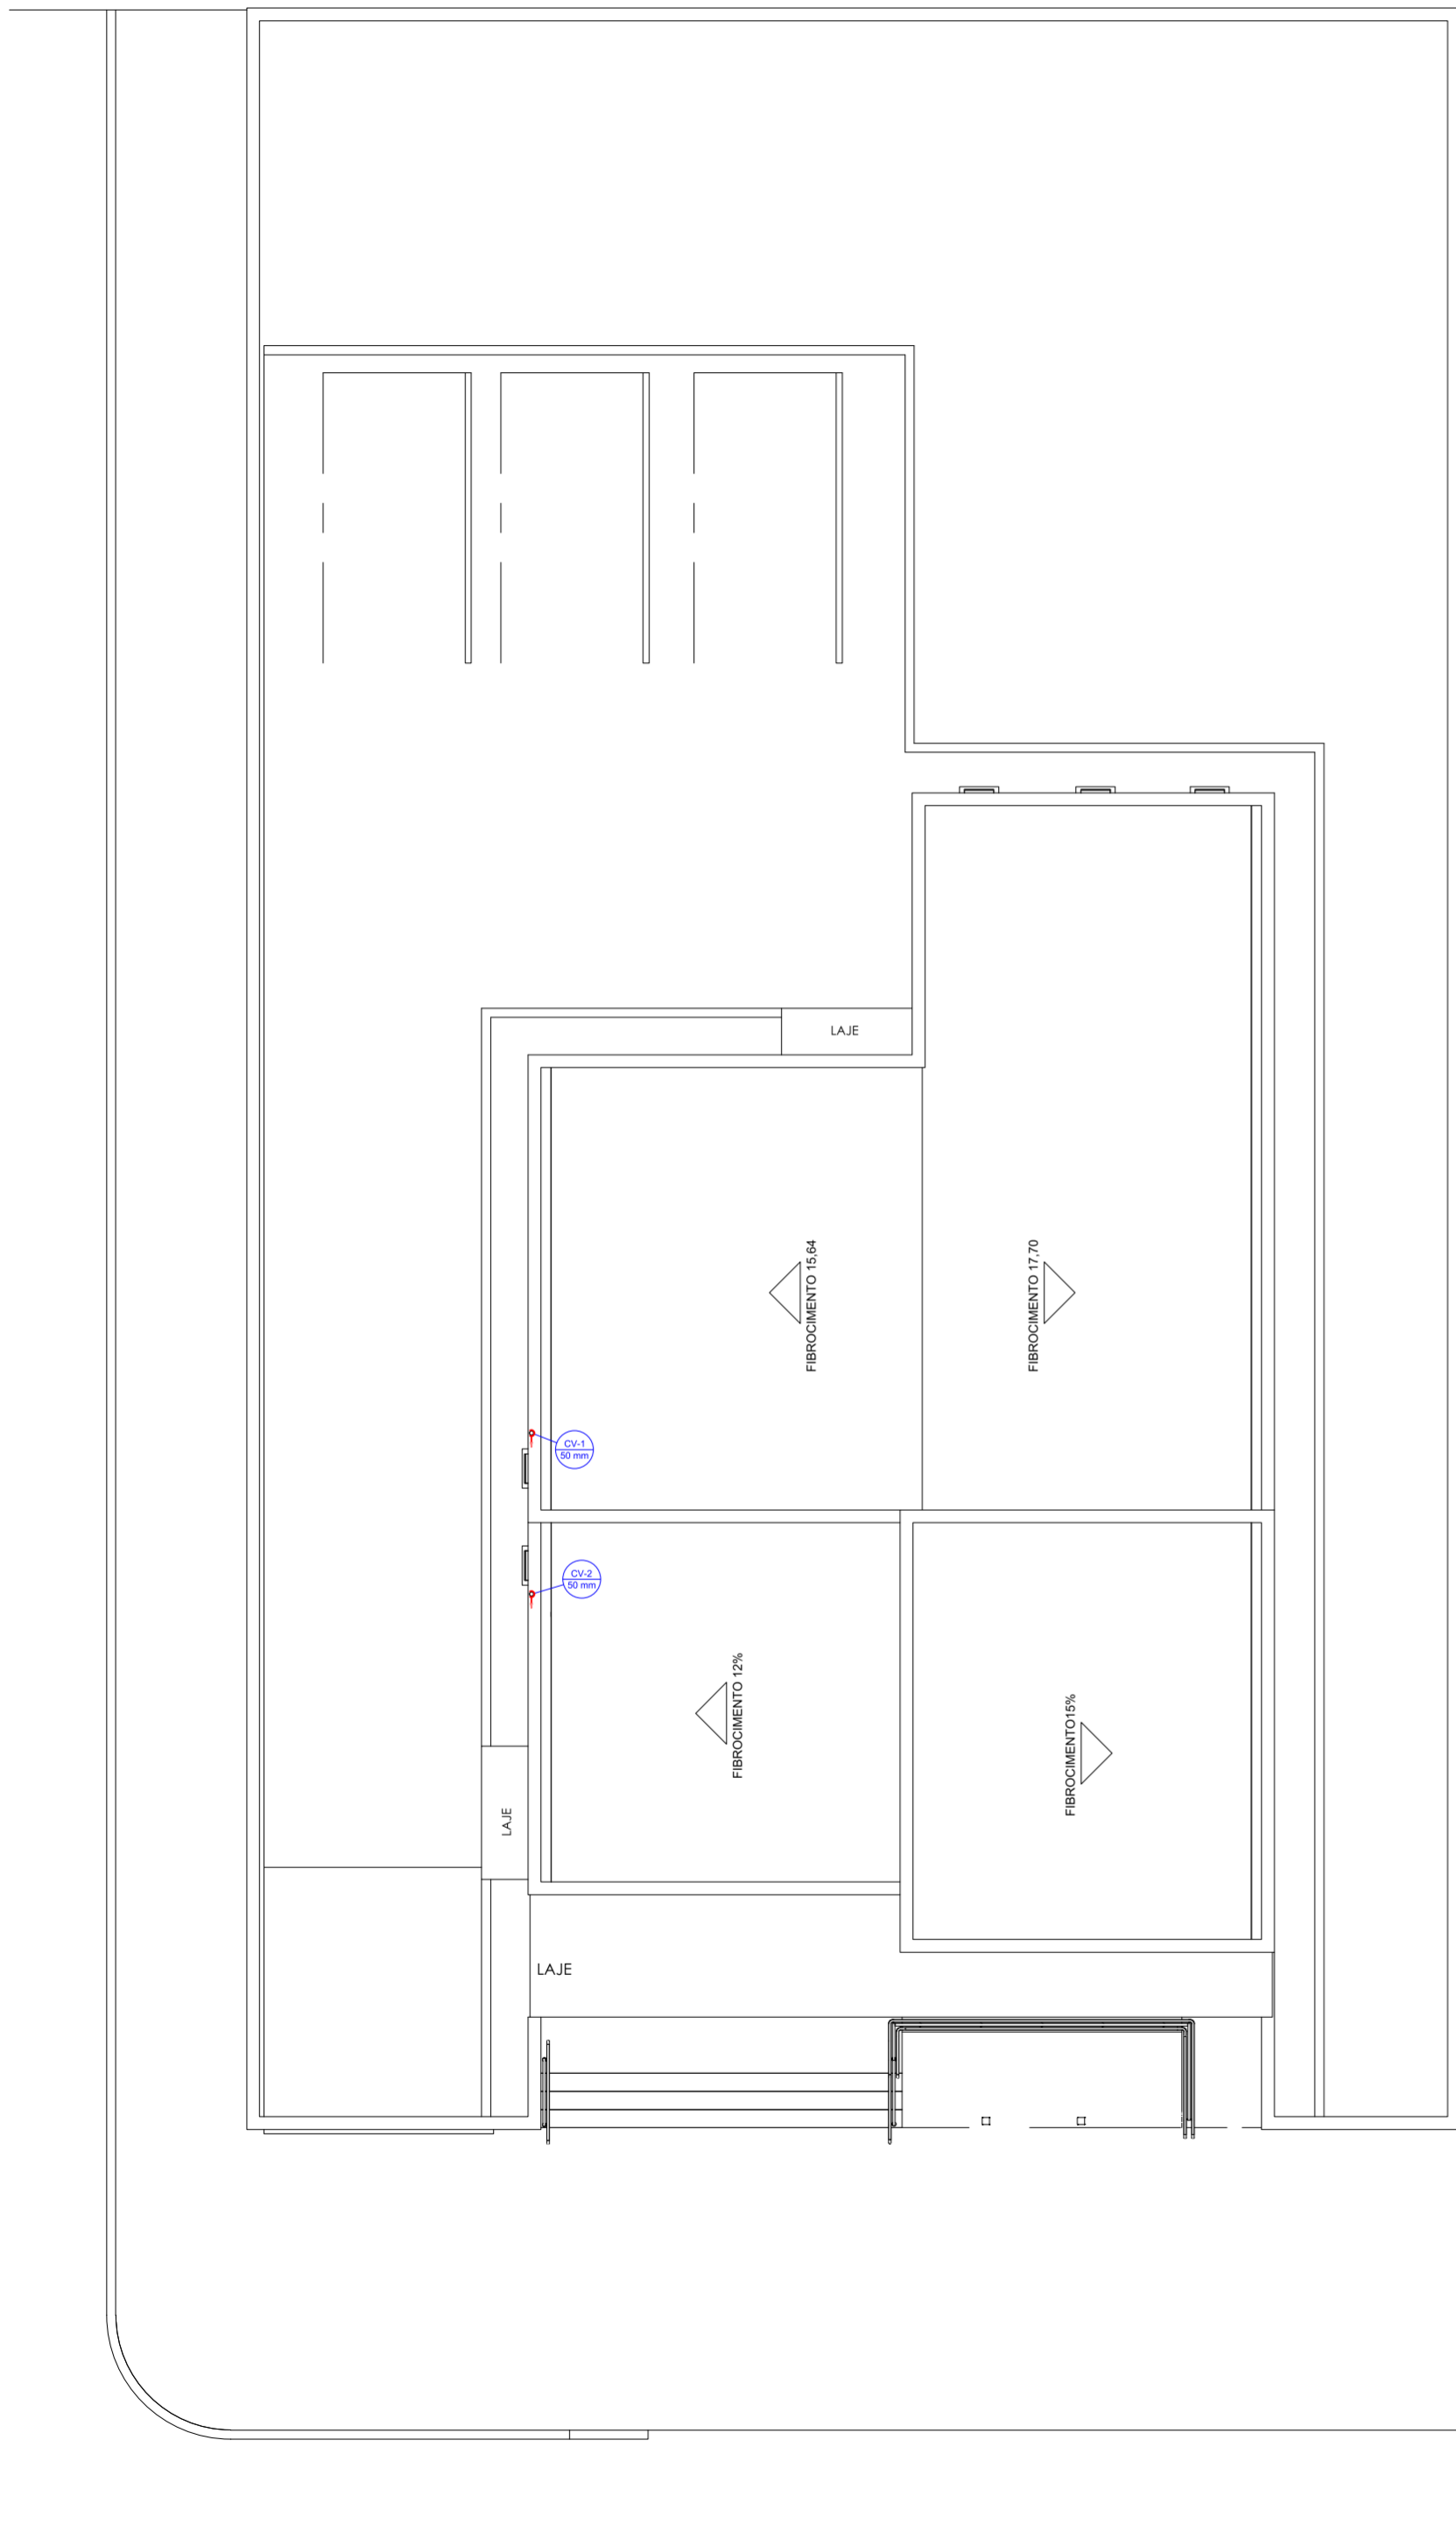 LAJE
FIBROCIMENTO 15,64
FIBROCIMENTO 17,70
CV-1
50 mm
CV-2
50 mm
FIBROCIMENTO 12%
FIBROCIMENTO15%
LAJE
LAJE